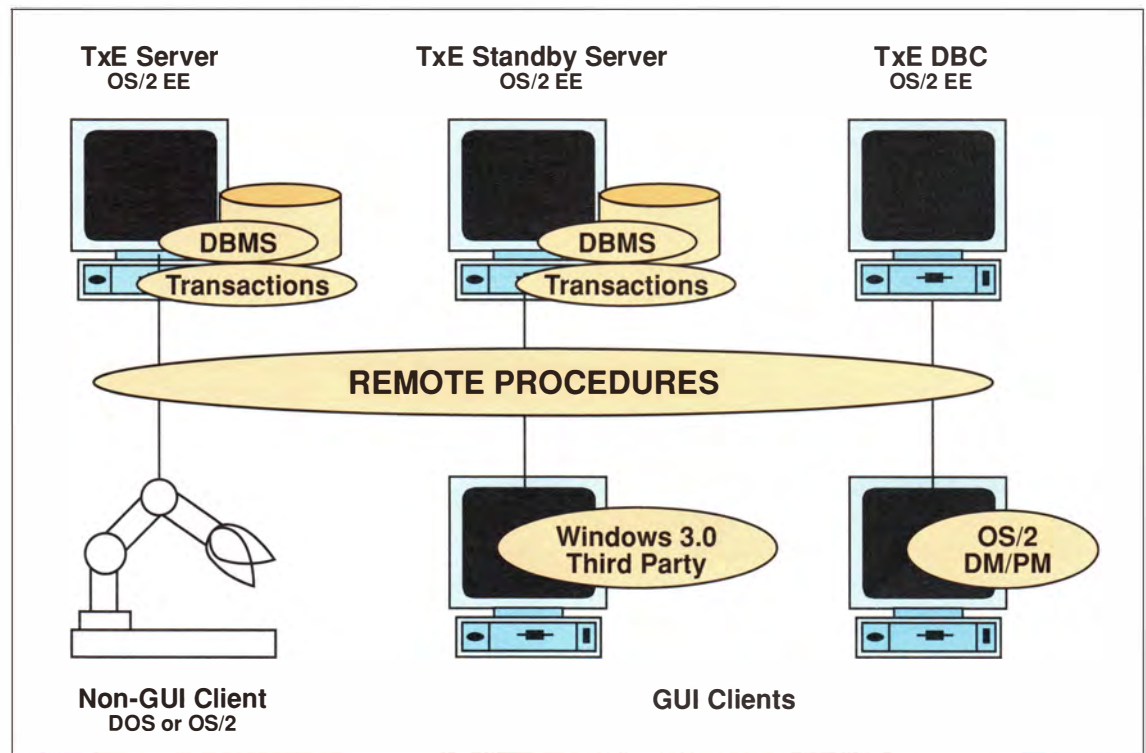 TxE Server
OS/2 EE
TxE Standby Server
OS/2 EE
TxE DBC
OS/2 EE
DBMS
Transactions
DBMS
Transactions
REMOTE PROCEDURES
Windows 3.0
Third Party
OS/2
DM/PM
Non-GUI Client
DOS or OS/2
GUI Clients